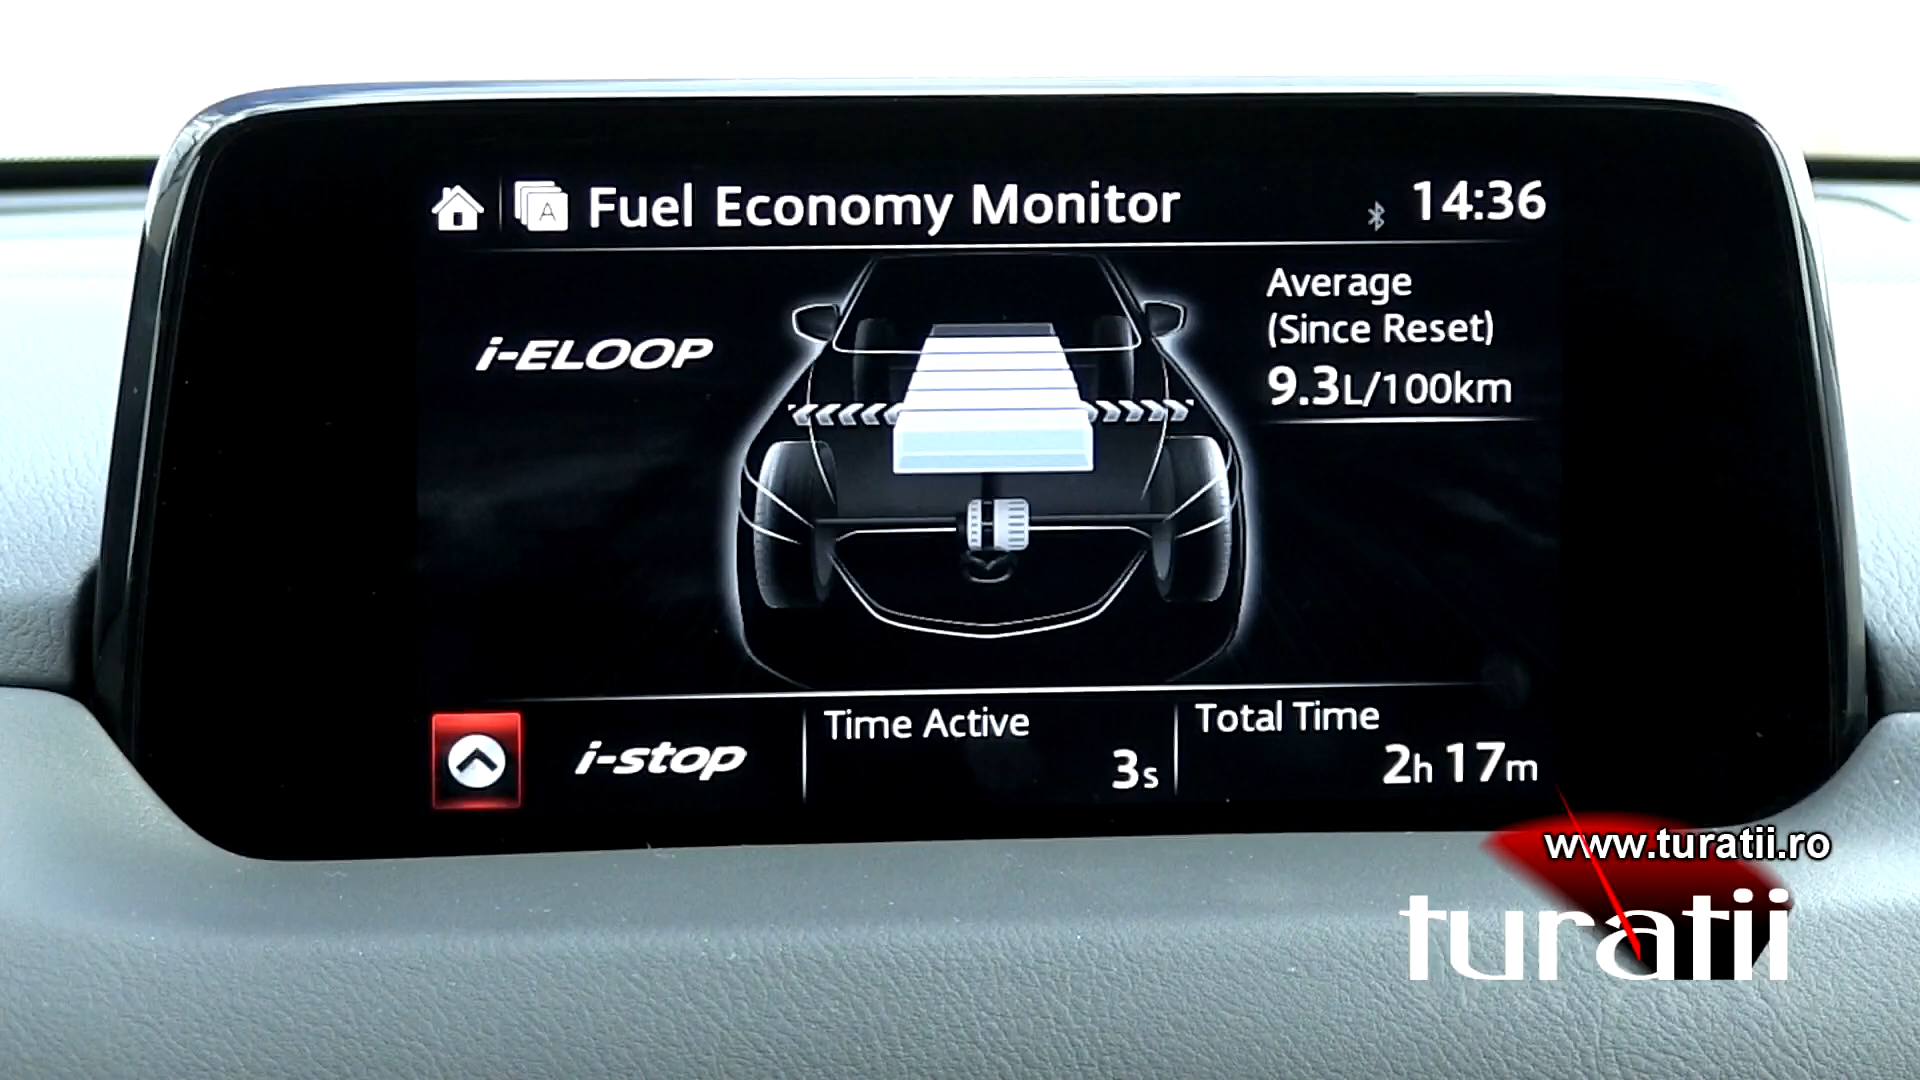 A Fuel Economy Monitor 14:36
i-ELOOP
Average
(Since Reset)
9.3L/100km
i-stop
Time Active
3s
Total Time
2h 17m
www.turatii.ro
turatii